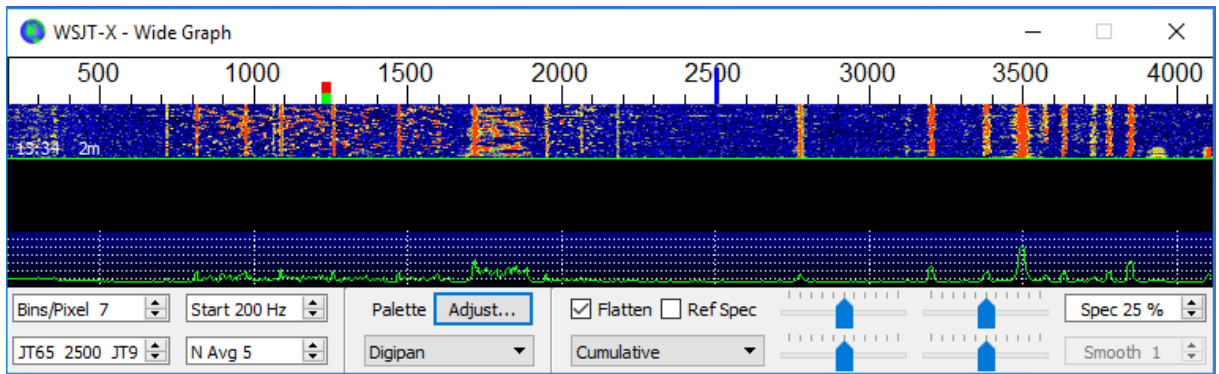 WSJT-X - Wide Graph
500 1000 1500 2000 2500 3000 3500 4000
13:34 2m
Bins/Pixel 7 Start 200 Hz Palette Adjust... Flatten Ref Spec Spec 25 %
JT65 2500 JT9 N Avg 5 Digipan Cumulative Smooth 1